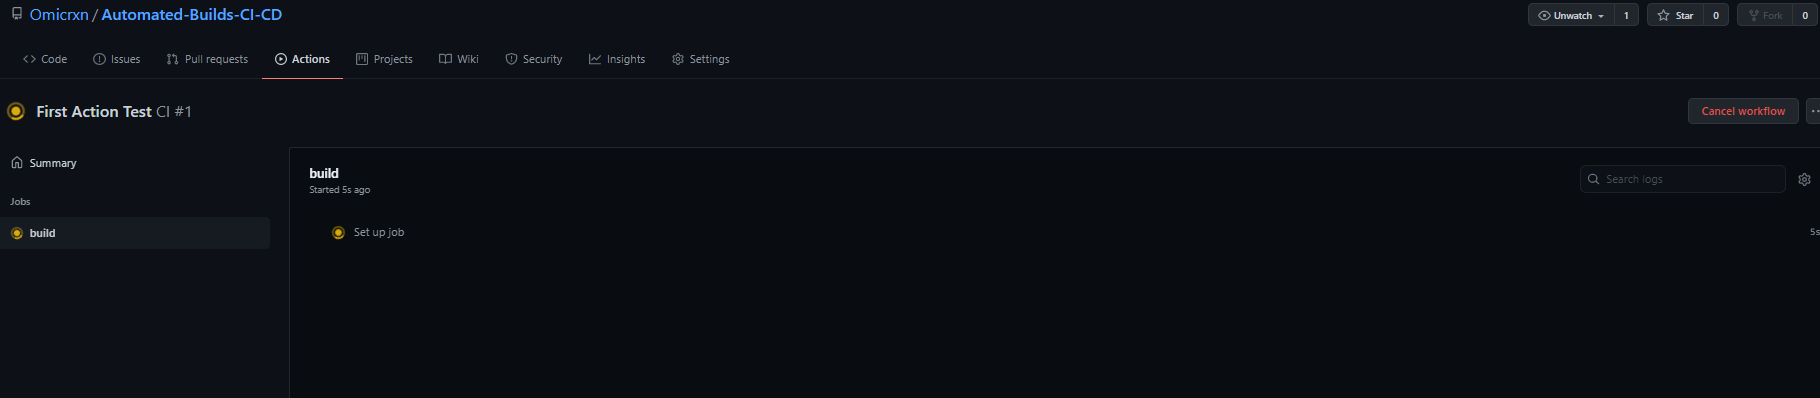 Omicrxn / Automated-Builds-CI-CD
Unwatch 1 Star 0 Fork 0
Code Issues Pull requests Actions Projects Wiki Security Insights Settings
First Action Test CI #1
Cancel workflow
Summary
Jobs
build
build
Started 5s ago
Search logs
Set up job
5s